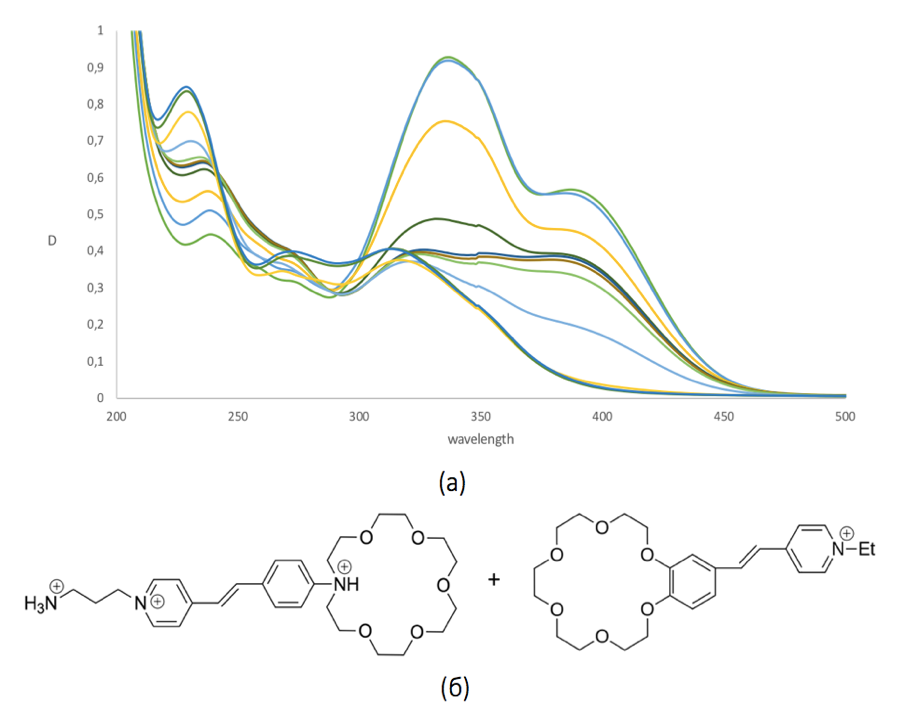 1
0,9
0,8
0,7
0,6
0,5
D
0,4
0,3
0,2
0,1
0
200 250 300 350 400 450 500
wavelength
(а)
O O
O O
NH
O
O O
H3N
N
+
O
O O
O O
O
N Et
(б)